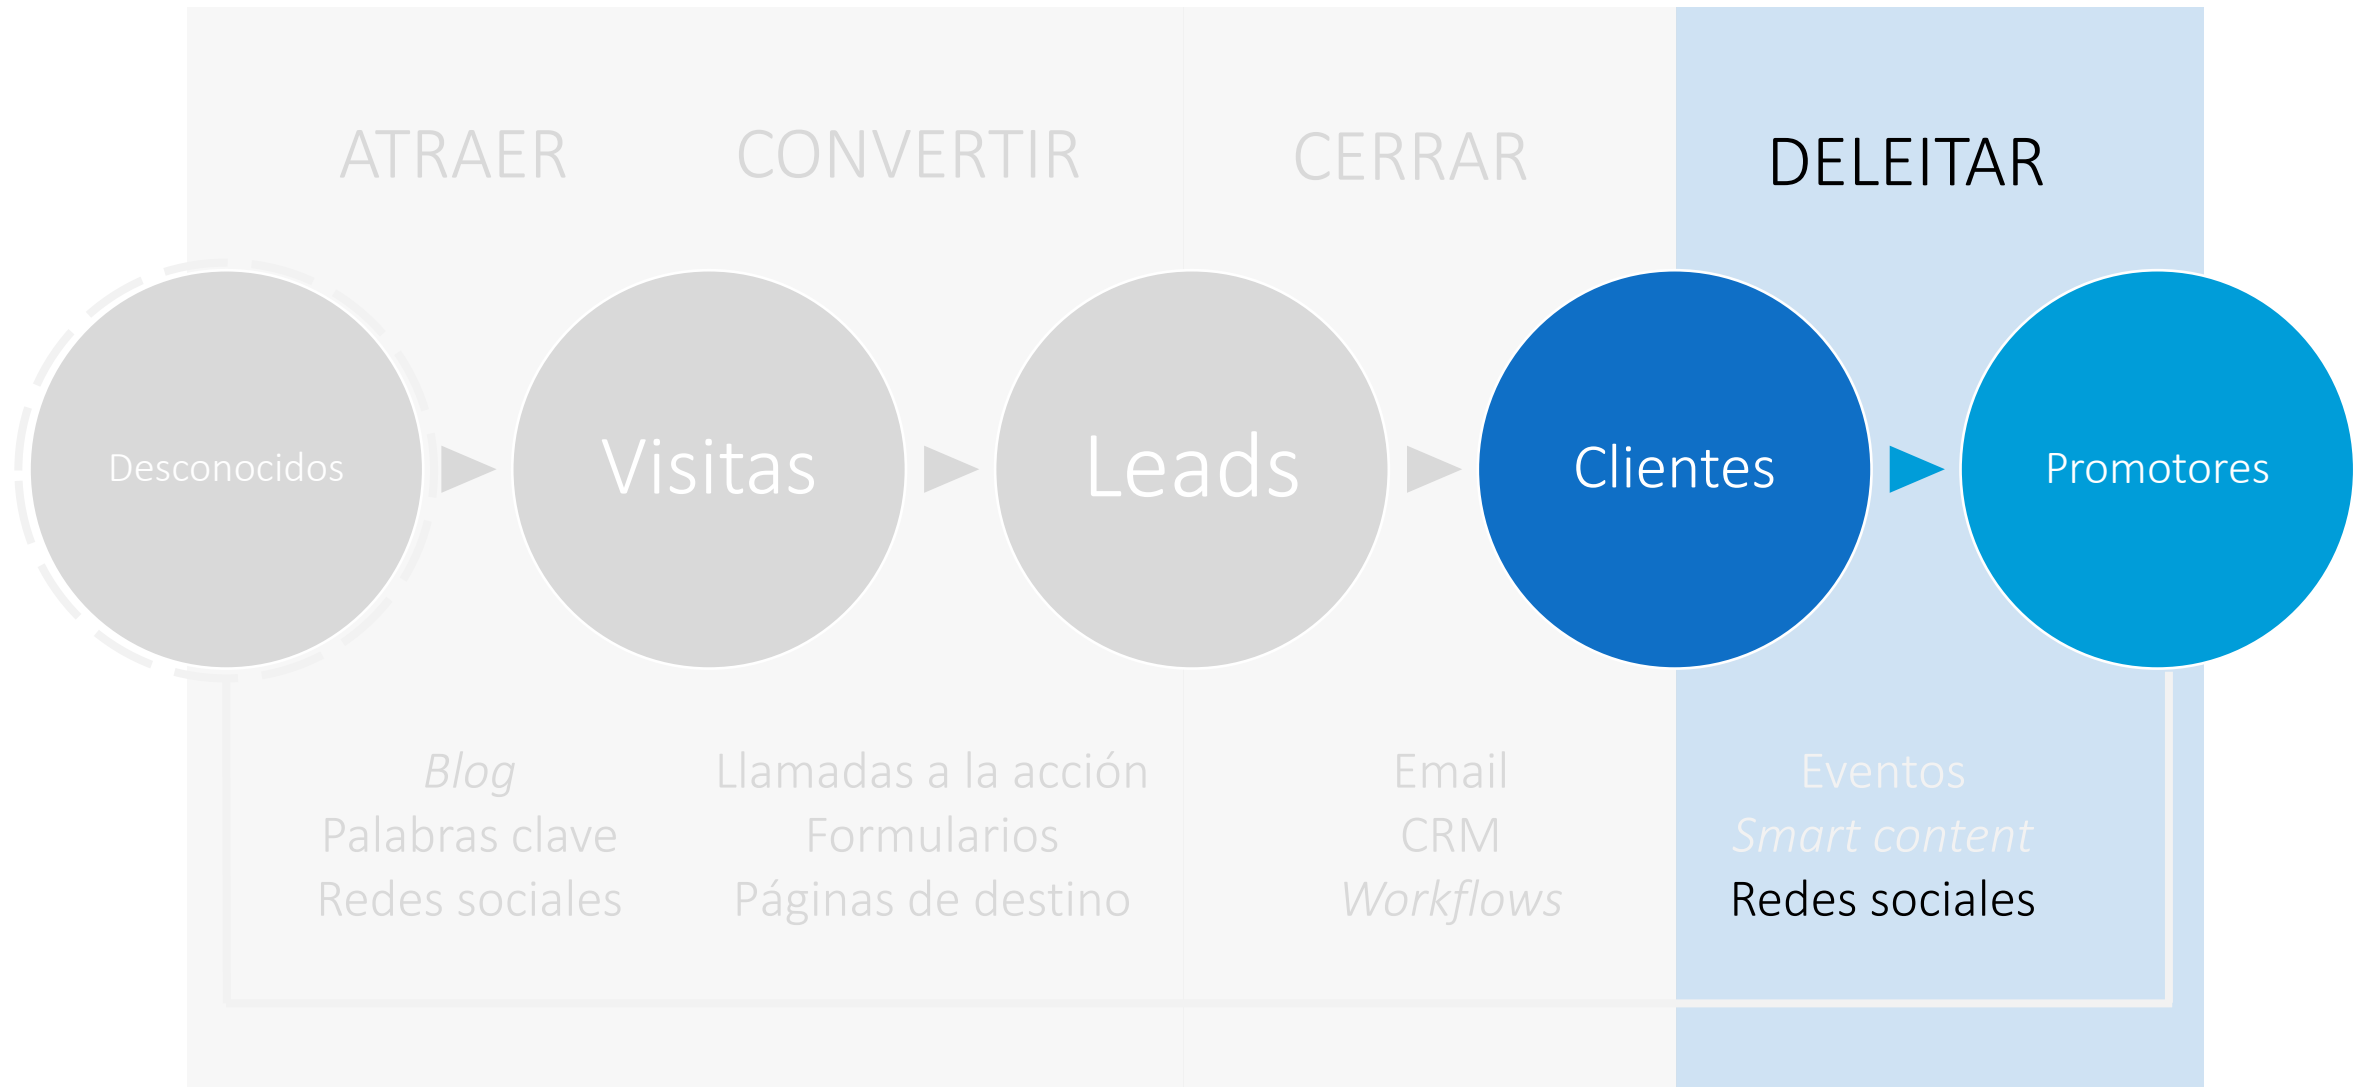 ATRAER
CONVERTIR
CERRAR
DELEITAR
Desconocidos
Visitas
Leads
Clientes
Promotores
Blog
Palabras clave
Redes sociales
Llamadas a la acción
Formularios
Páginas de destino
Email
CRM
Workflows
Eventos
Smart content
Redes sociales